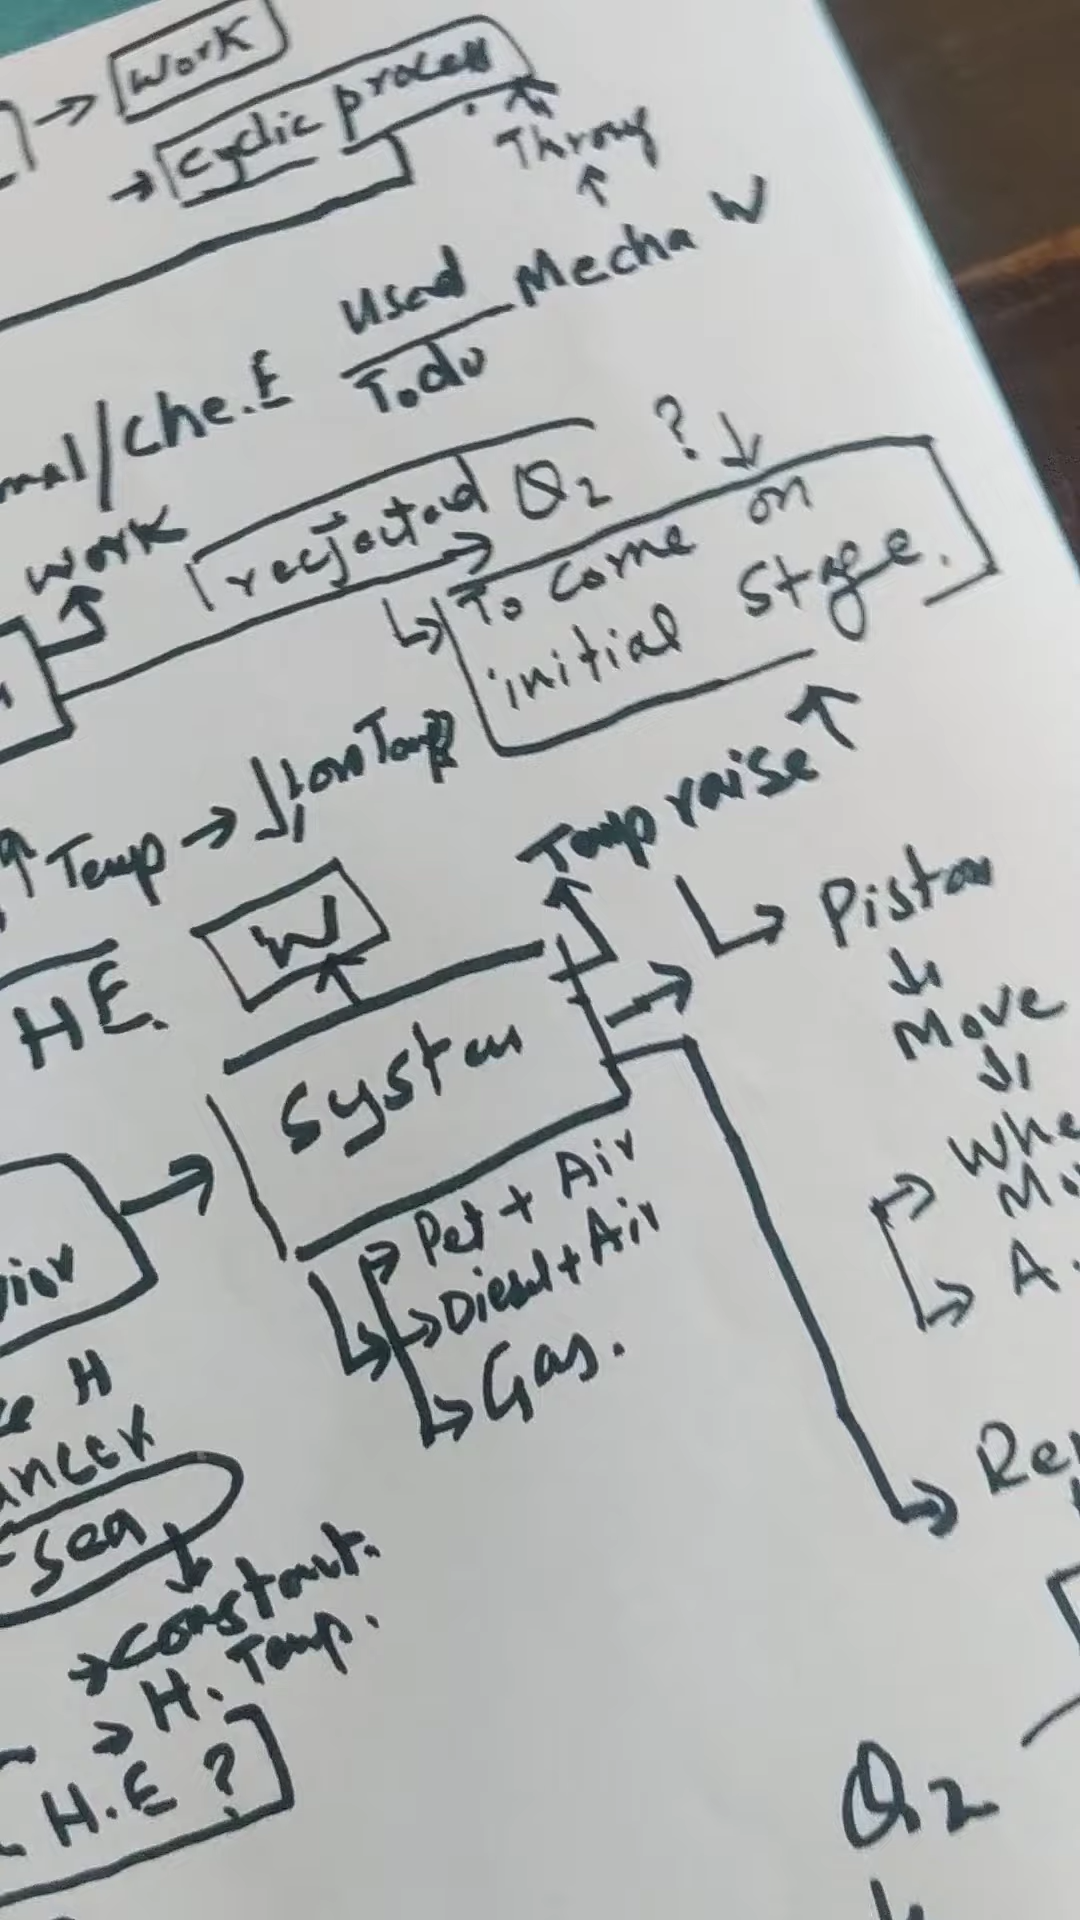 Work
cyclic process
Throug
Mecha W
Used
To do
mal/Che.E
Work
recjected Q2 ?
To come on
initial stage.
Temp → low Temp
Temp raise
Piston
Move
HE.
W
System
Pet + Air
Diesel + Air
Gas.
A.
H
Sea
Constant.
H. Temp.
H.E ?
Q2